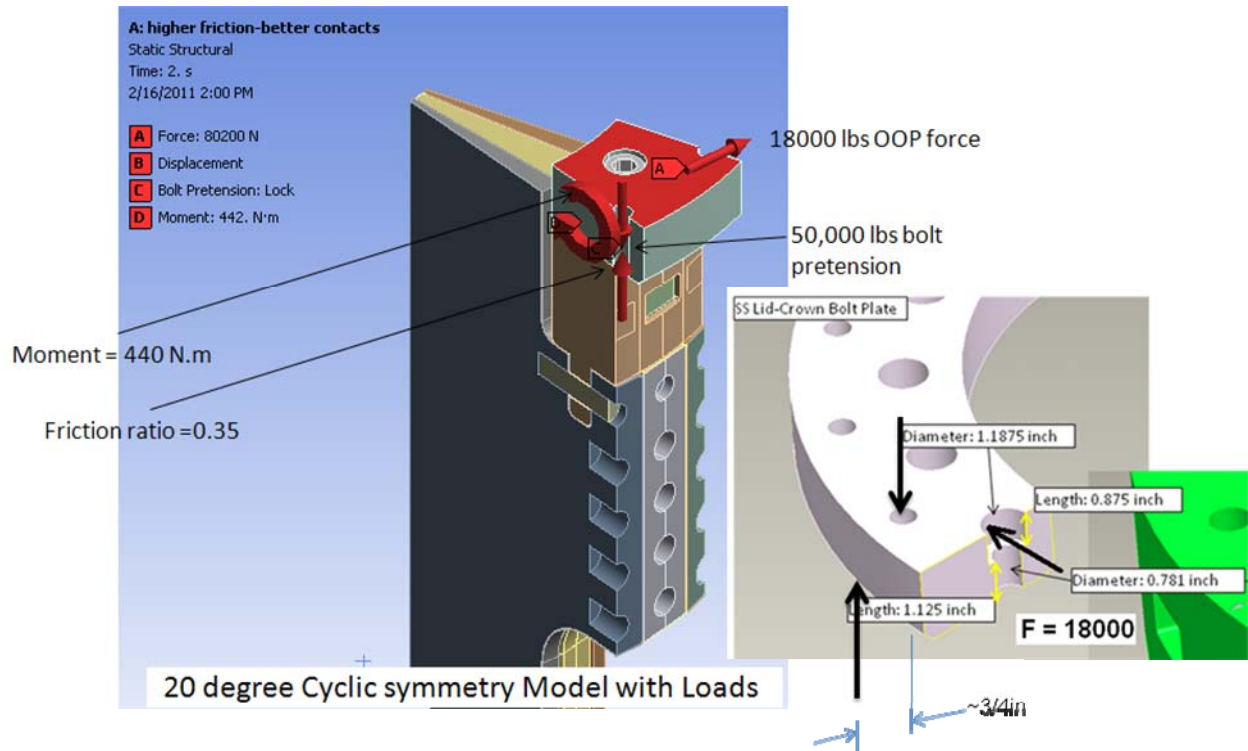 A: higher friction-better contacts
Static Structural
Time: 2. s
2/16/2011 2:00 PM
A Force: 80200 N
B Displacement
C Bolt Pretension: Lock
D Moment: 442. N·m
A
18000 lbs OOP force
B
C
50,000 lbs bolt
pretension
Moment = 440 N.m
Friction ratio =0.35
SS Lid-Crown Bolt Plate
Diameter: 1.1875 inch
Length: 0.875 inch
Diameter: 0.781 inch
Length: 1.125 inch
F = 18000
~3/4in
20 degree Cyclic symmetry Model with Loads